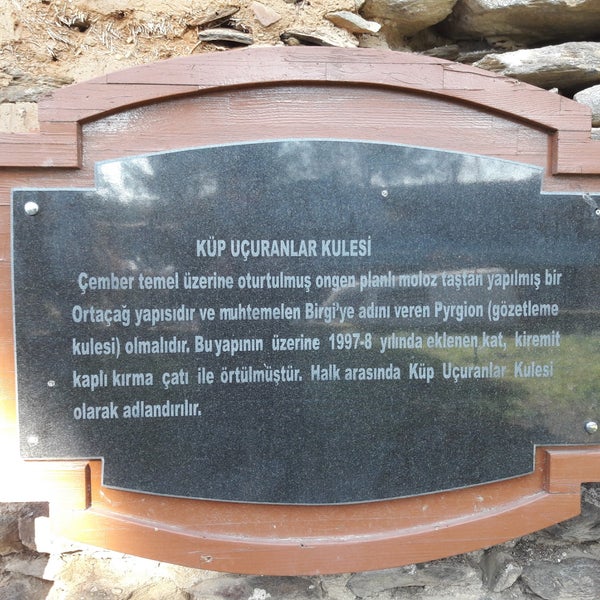 KÜP UÇURANLAR KULESİ
Çember temel üzerine oturtulmuş ongen planlı moloz taştan yapılmış bir
Ortaçağ yapısıdır ve muhtemelen Birgi'ye adını veren Pyrgion (gözetleme
kulesi) olmalıdır. Bu yapının üzerine 1997-8 yılında eklenen kat, kiremit
kaplı kırma çatı ile örtülmüştür. Halk arasında Küp Uçuranlar Kulesi
olarak adlandırılır.